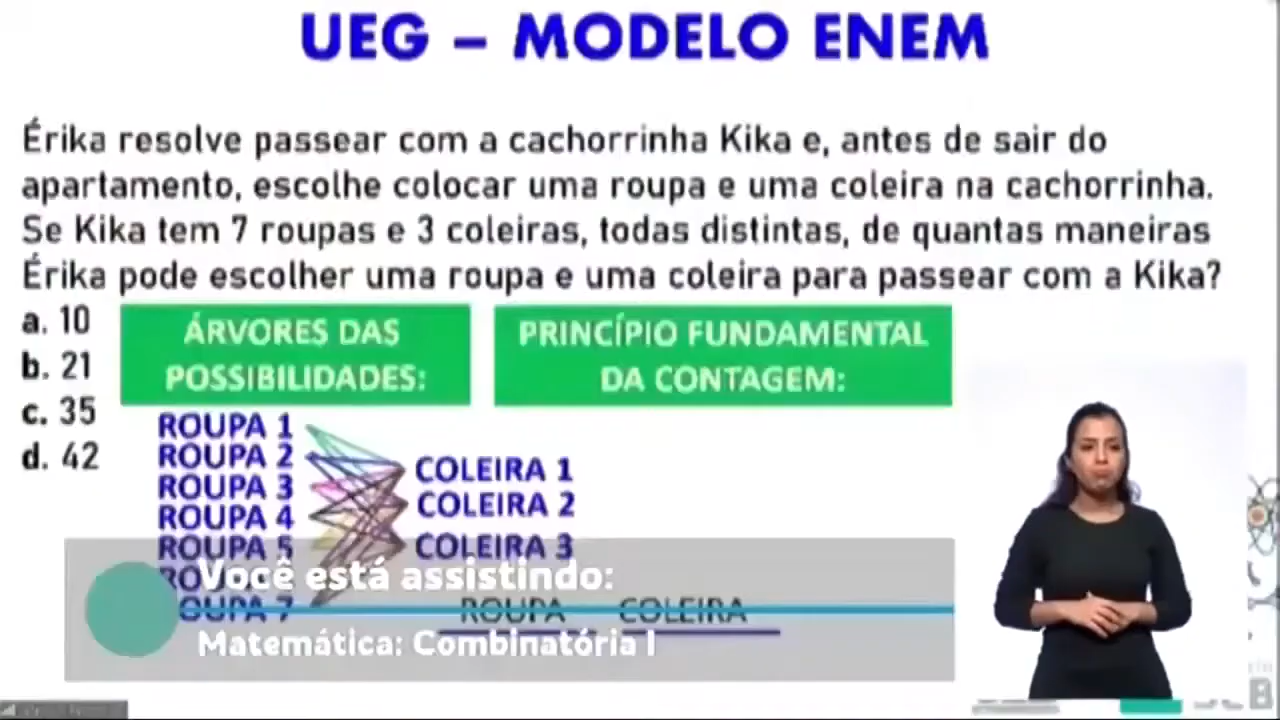 UEG – MODELO ENEM
Érika resolve passear com a cachorrinha Kika e, antes de sair do
apartamento, escolhe colocar uma roupa e uma coleira na cachorrinha.
Se Kika tem 7 roupas e 3 coleiras, todas distintas, de quantas maneiras
Érika pode escolher uma roupa e uma coleira para passear com a Kika?
a. 10
b. 21
c. 35
d. 42
ÁRVORES DAS
POSSIBILIDADES:
PRINCÍPIO FUNDAMENTAL
DA CONTAGEM:
ROUPA 1
ROUPA 2
ROUPA 3
ROUPA 4
ROUPA 5
COLEIRA 1
COLEIRA 2
COLEIRA 3
OUPA 7
ROUPA COLEIRA
Você está assistindo:
Matemática: Combinatória I